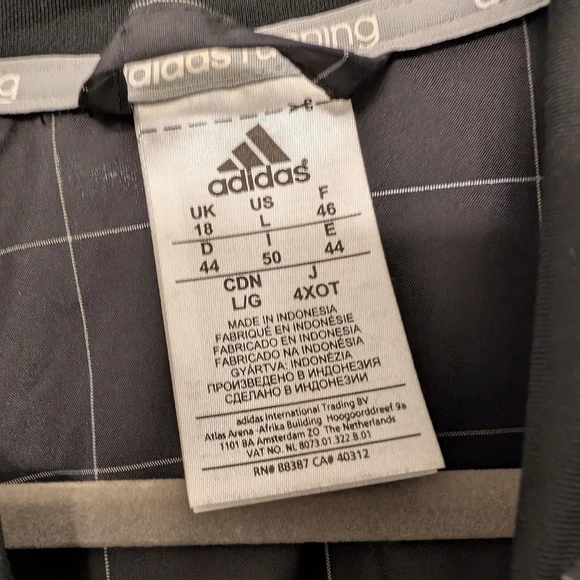 adidas running
g
ng
adidas
UK US F
18 L 46
D I E
44 50 44
CDN J
L/G 4XOT
MADE IN INDONESIA
FABRIQUÉ EN INDONÉSIE
FABRICADO EN INDONESIA
FABRICADO NA INDONÉSIA
GYÁRTVA: INDONÉZIA
ПРОИЗВЕДЕНО В ИНДОНЕЗИЯ
СДЕЛАНО В ИНДОНЕЗИИ
adidas International Trading BV
Atlas Arena , Afrika Building Hoogoorddreef 9a
1101 BA Amsterdam ZO The Netherlands
VAT NO. NL 8073 01 322 B 01
RN# 88387 CA# 40312